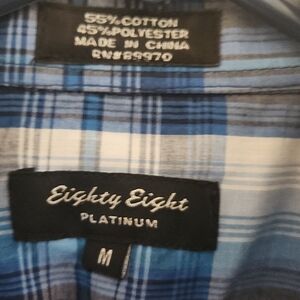 55% COTTON
45% POLYESTER
MADE IN CHINA
RN#89970
Eighty Eight
PLATINUM
M